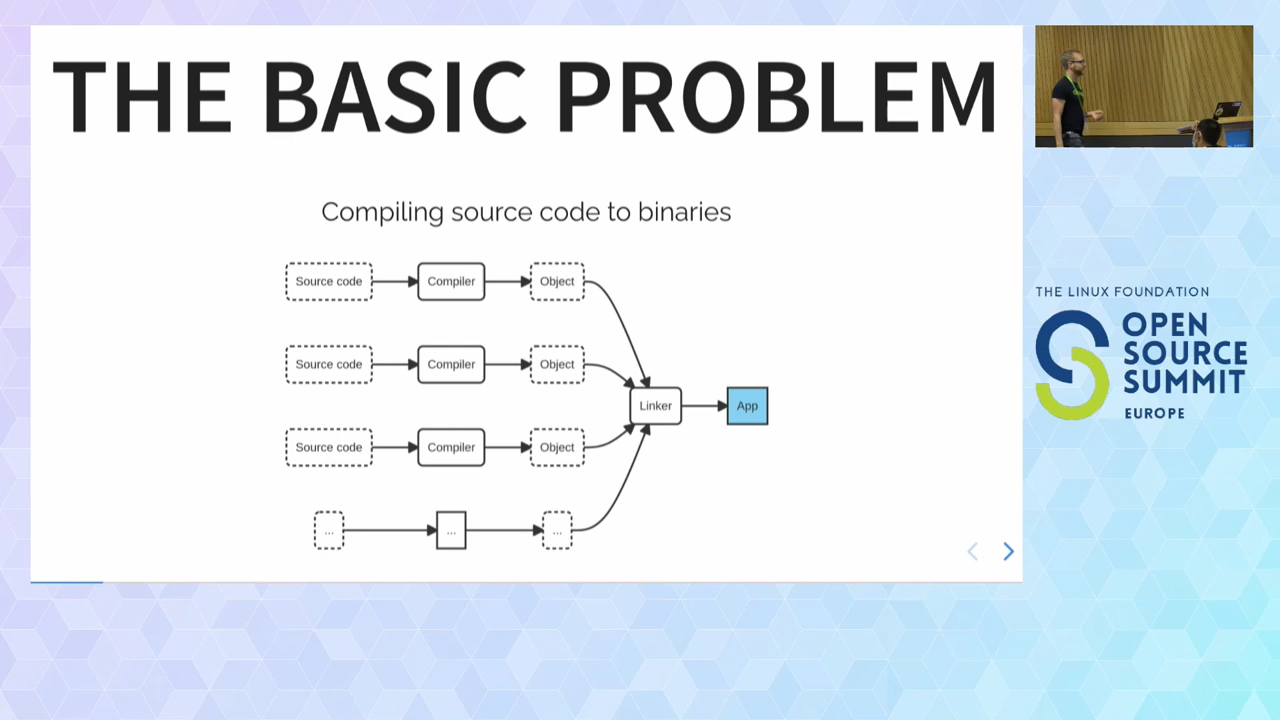 THE BASIC PROBLEM
Compiling source code to binaries
Source code
Compiler
Object
Source code
Compiler
Object
Linker
App
Source code
Compiler
Object
...
...
...
THE LINUX FOUNDATION
OPEN
SOURCE
SUMMIT
EUROPE